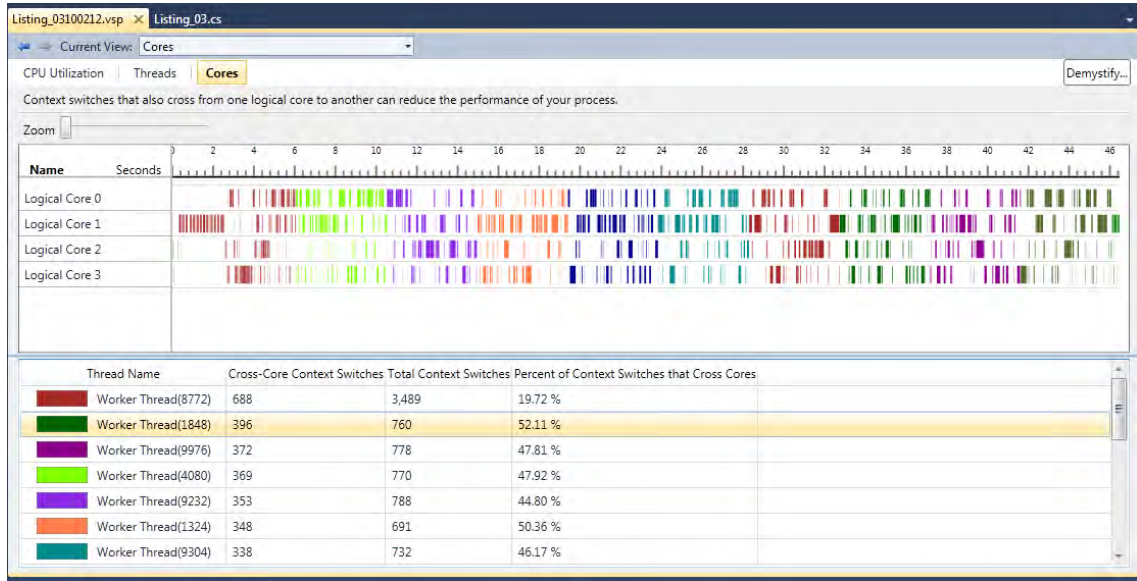 Listing_03100212.vsp × Listing_03.cs
Current View: Cores
CPU Utilization Threads Cores Demystify...
Context switches that also cross from one logical core to another can reduce the performance of your process.
Zoom
0 2 4 6 8 10 12 14 16 18 20 22 24 26 28 30 32 34 36 38 40 42 44 46
Name Seconds
Logical Core 0
Logical Core 1
Logical Core 2
Logical Core 3
Thread Name Cross-Core Context Switches Total Context Switches Percent of Context Switches that Cross Cores
Worker Thread(8772) 688 3,489 19.72 %
Worker Thread(1848) 396 760 52.11 %
Worker Thread(9976) 372 778 47.81 %
Worker Thread(4080) 369 770 47.92 %
Worker Thread(9232) 353 788 44.80 %
Worker Thread(1324) 348 691 50.36 %
Worker Thread(9304) 338 732 46.17 %